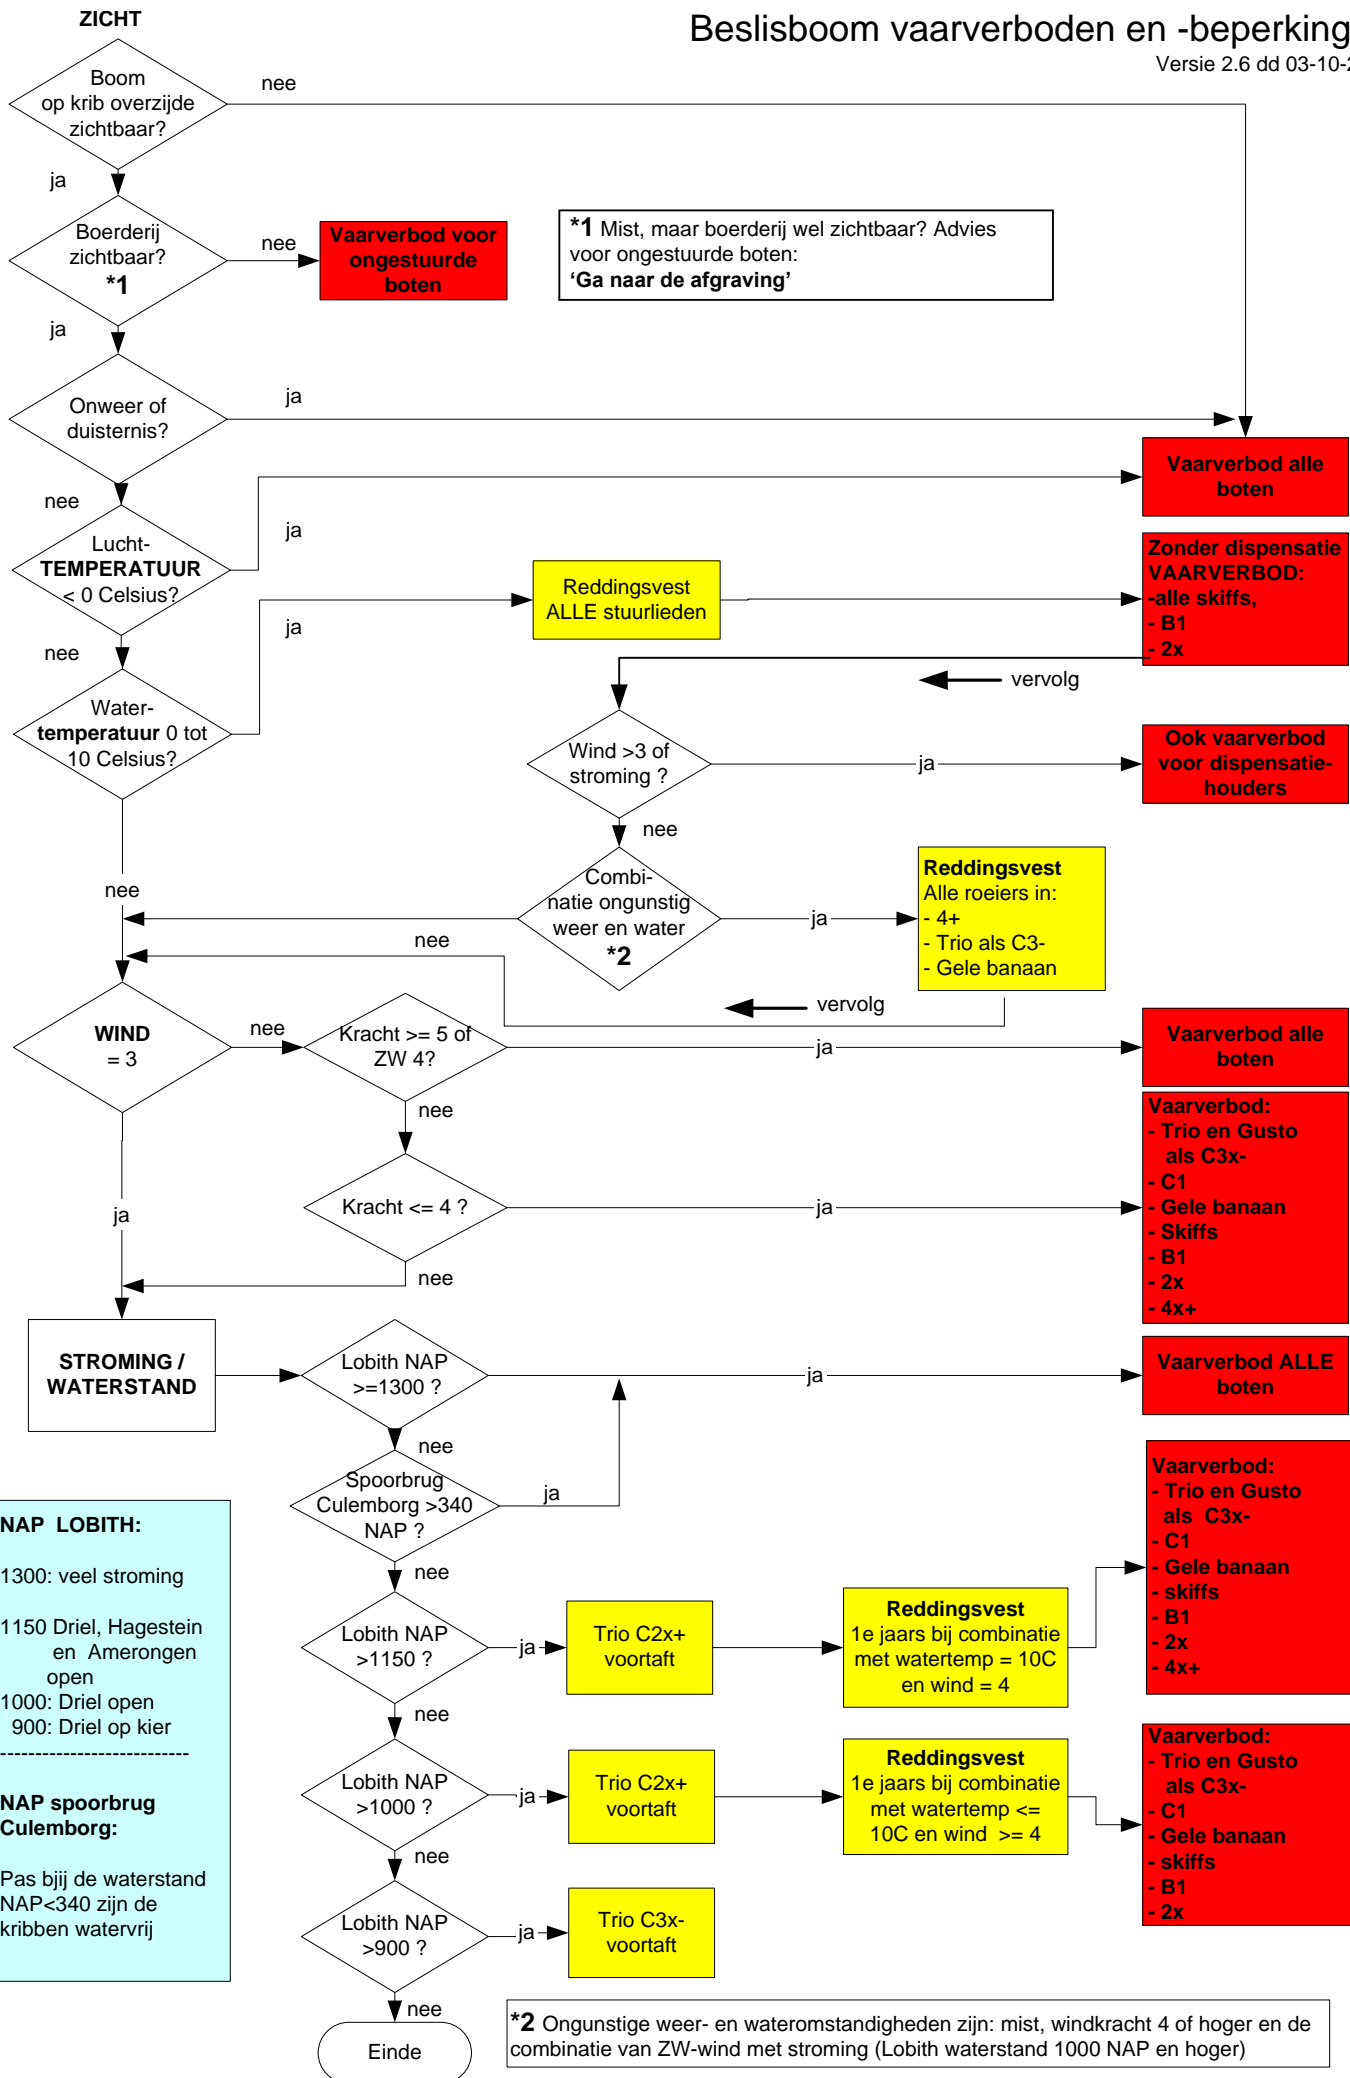 ZICHT
Beslisboom vaarverboden en -beperking
Versie 2.6 dd 03-10-2
Boom
op krib overzijde
zichtbaar?
nee
ja
Boerderij
zichtbaar?
*1
nee
Vaarverbod voor
ongestuurde
boten
*1 Mist, maar boerderij wel zichtbaar? Advies
voor ongestuurde boten:
‘Ga naar de afgraving’
ja
Onweer of
duisternis?
ja
Vaarverbod alle
boten
nee
Lucht-
TEMPERATUUR
< 0 Celsius?
ja
nee
Water-
temperatuur 0 tot
10 Celsius?
ja
Reddingsvest
ALLE stuurlieden
Zonder dispensatie
VAARVERBOD:
-alle skiffs,
- B1
- 2x
vervolg
Wind >3 of
stroming ?
ja
Ook vaarverbod
voor dispensatie-
houders
nee
Combi-
natie ongunstig
weer en water
*2
ja
Reddingsvest
Alle roeiers in:
- 4+
- Trio als C3-
- Gele banaan
nee
nee
vervolg
WIND
= 3
nee
Kracht >= 5 of
ZW 4?
ja
Vaarverbod alle
boten
nee
Kracht <= 4 ?
ja
Vaarverbod:
- Trio en Gusto
als C3x-
- C1
- Gele banaan
- Skiffs
- B1
- 2x
- 4x+
ja
nee
STROMING /
WATERSTAND
Lobith NAP
>=1300 ?
ja
Vaarverbod ALLE
boten
nee
Spoorbrug
Culemborg >340
NAP ?
ja
nee
Lobith NAP
>1150 ?
ja
Trio C2x+
voortaft
Reddingsvest
1e jaars bij combinatie
met watertemp = 10C
en wind = 4
Vaarverbod:
- Trio en Gusto
als C3x-
- C1
- Gele banaan
- skiffs
- B1
- 2x
- 4x+
nee
Lobith NAP
>1000 ?
ja
Trio C2x+
voortaft
Reddingsvest
1e jaars bij combinatie
met watertemp <=
10C en wind >= 4
Vaarverbod:
- Trio en Gusto
als C3x-
- C1
- Gele banaan
- skiffs
- B1
- 2x
nee
Lobith NAP
>900 ?
ja
Trio C3x-
voortaft
nee
Einde
NAP LOBITH:
1300: veel stroming
1150 Driel, Hagestein
en Amerongen
open
1000: Driel open
900: Driel op kier
---------------------------
NAP spoorbrug
Culemborg:
Pas bjij de waterstand
NAP<340 zijn de
kribben watervrij
*2 Ongunstige weer- en wateromstandigheden zijn: mist, windkracht 4 of hoger en de
combinatie van ZW-wind met stroming (Lobith waterstand 1000 NAP en hoger)